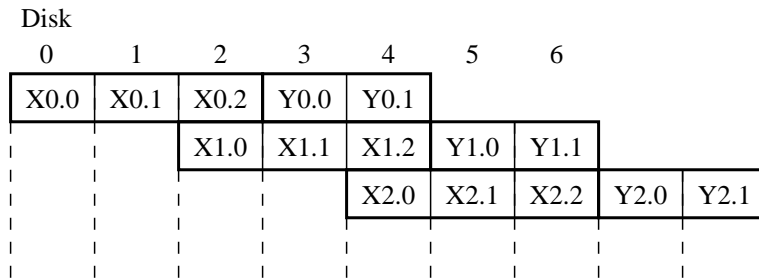 Disk
0 1 2 3 4 5 6
X0.0 X0.1 X0.2 Y0.0 Y0.1
X1.0 X1.1 X1.2 Y1.0 Y1.1
X2.0 X2.1 X2.2 Y2.0 Y2.1